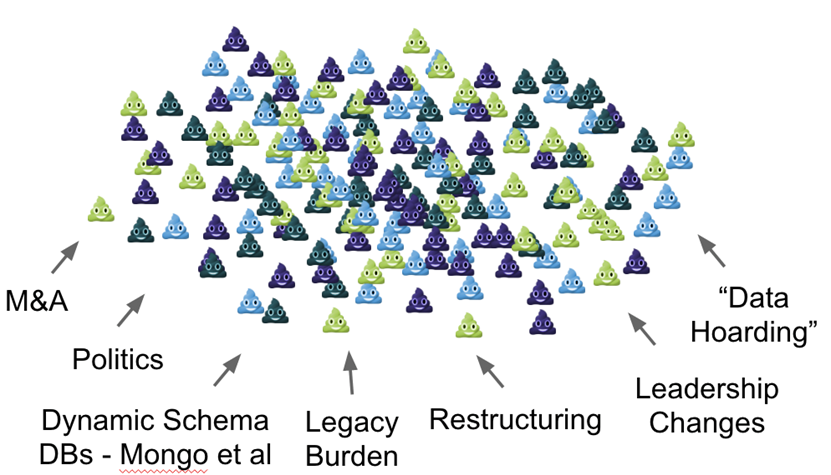 M&A
Politics
Dynamic Schema
DBs - Mongo et al
Legacy
Burden
Restructuring
Leadership
Changes
“Data
Hoarding”